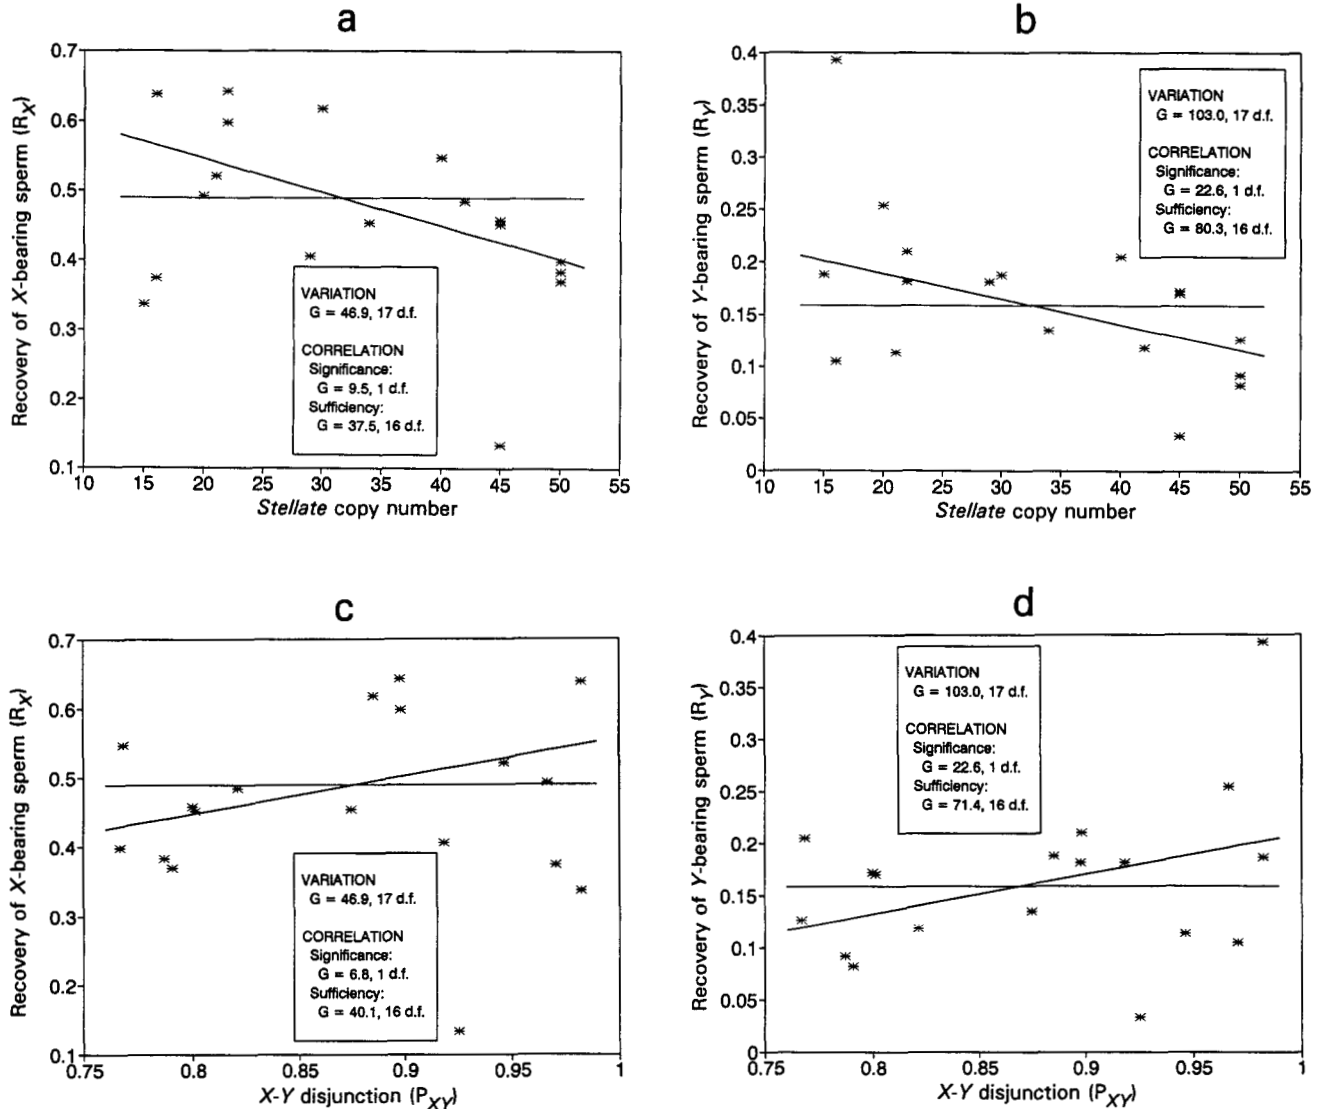 a
0.7
0.6
0.5
0.4
0.3
0.2
0.1
Recovery of X-bearing sperm (RX)
VARIATION
G = 46.9, 17 d.f.
CORRELATION
Significance:
G = 9.5, 1 d.f.
Sufficiency:
G = 37.5, 16 d.f.
10 15 20 25 30 35 40 45 50 55
Stellate copy number
b
0.4
0.35
0.3
0.25
0.2
0.15
0.1
0.05
0
Recovery of Y-bearing sperm (RY)
VARIATION
G = 103.0, 17 d.f.
CORRELATION
Significance:
G = 22.6, 1 d.f.
Sufficiency:
G = 80.3, 16 d.f.
10 15 20 25 30 35 40 45 50 55
Stellate copy number
c
0.7
0.6
0.5
0.4
0.3
0.2
0.1
Recovery of X-bearing sperm (RX)
VARIATION
G = 46.9, 17 d.f.
CORRELATION
Significance:
G = 6.8, 1 d.f.
Sufficiency:
G = 40.1, 16 d.f.
0.75 0.8 0.85 0.9 0.95 1
X-Y disjunction (PXY)
d
0.4
0.35
0.3
0.25
0.2
0.15
0.1
0.05
0
Recovery of Y-bearing sperm (RY)
VARIATION
G = 103.0, 17 d.f.
CORRELATION
Significance:
G = 22.6, 1 d.f.
Sufficiency:
G = 71.4, 16 d.f.
0.75 0.8 0.85 0.9 0.95 1
X-Y disjunction (PXY)